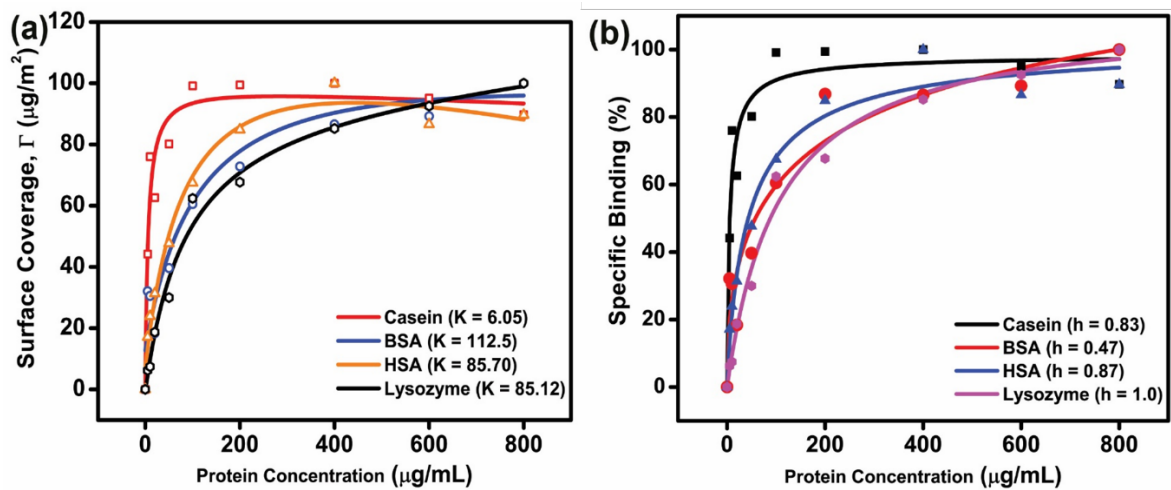 (a)
Surface Coverage, Γ (μg/m²)
120
100
80
60
40
20
0
Casein (K = 6.05)
BSA (K = 112.5)
HSA (K = 85.70)
Lysozyme (K = 85.12)
0 200 400 600 800
Protein Concentration (μg/mL)
(b)
Specific Binding (%)
100
80
60
40
20
0
Casein (h = 0.83)
BSA (h = 0.47)
HSA (h = 0.87)
Lysozyme (h = 1.0)
0 200 400 600 800
Protein Concentration (μg/mL)